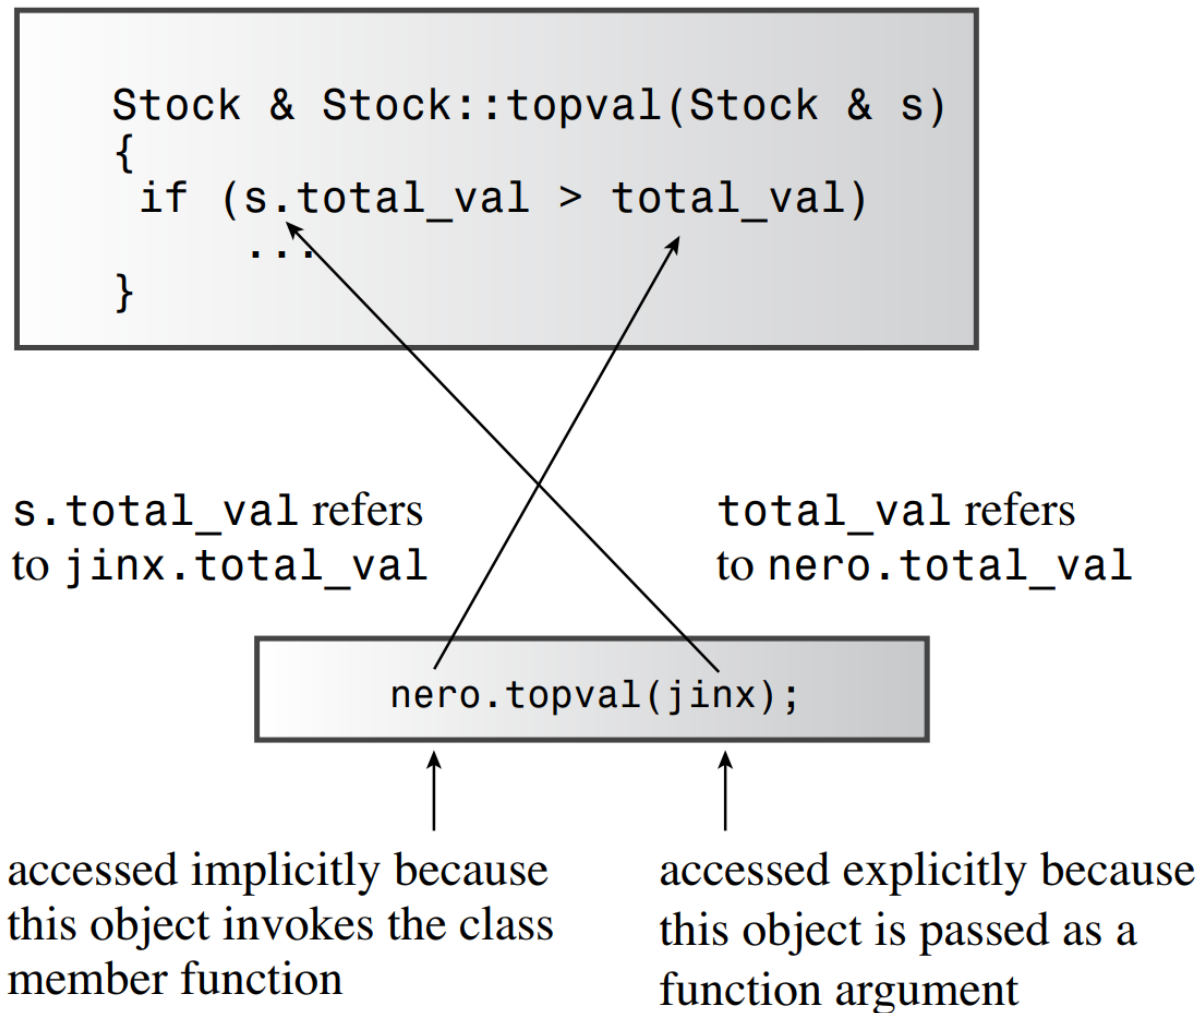 Stock & Stock::topval(Stock & s)
{
if (s.total_val > total_val)
...
}
s.total_val refers
to jinx.total_val
total_val refers
to nero.total_val
nero.topval(jinx);
accessed implicitly because
this object invokes the class
member function
accessed explicitly because
this object is passed as a
function argument